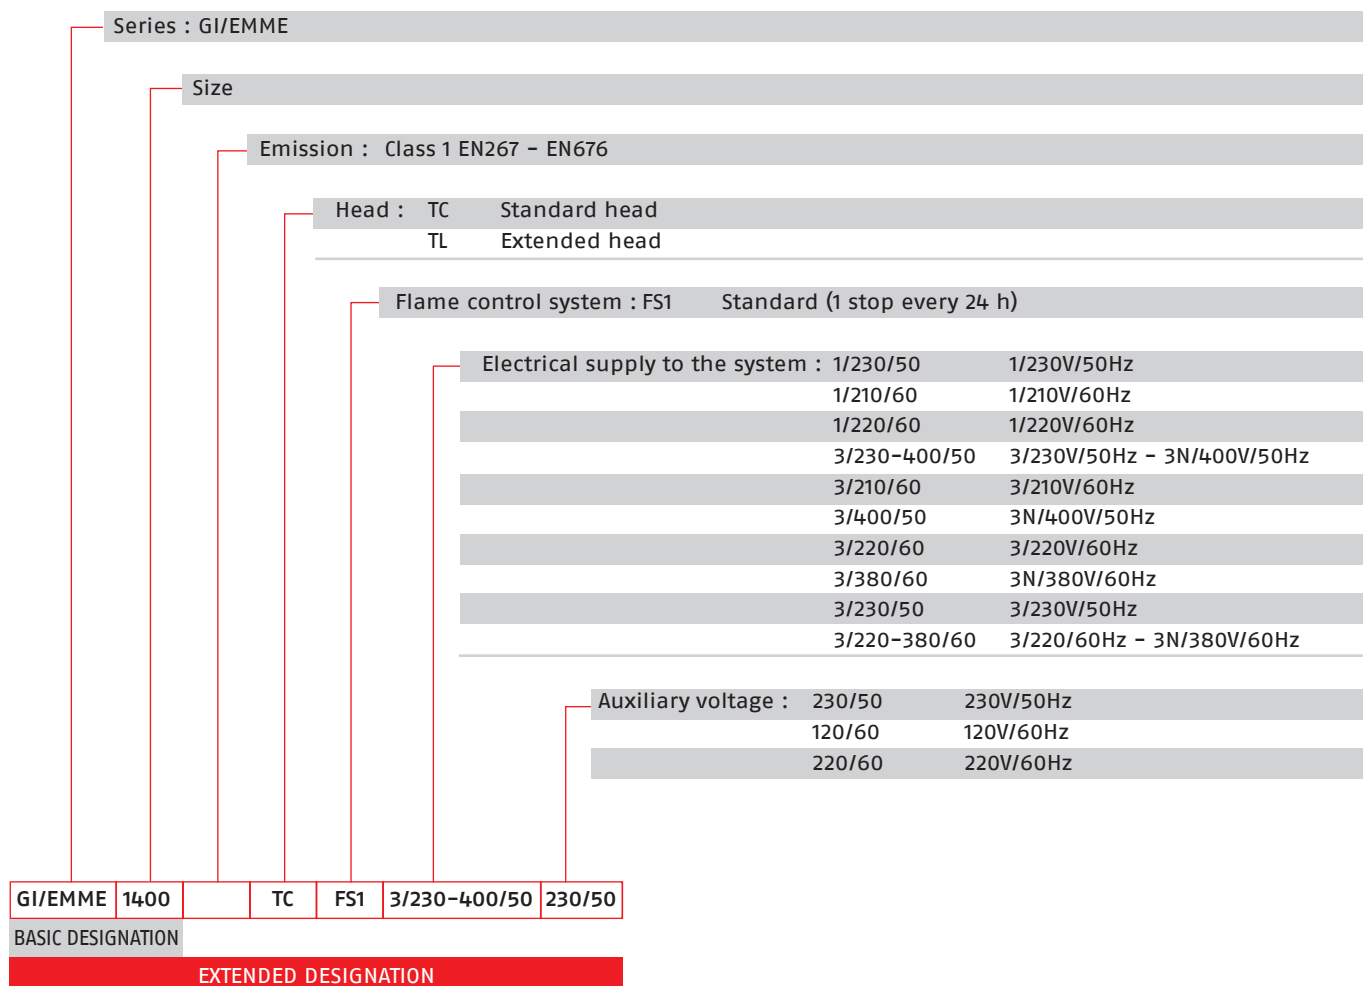 Series : GI/EMME
Size
Emission : Class 1 EN267 - EN676
Head : TC Standard head
TL Extended head
Flame control system : FS1 Standard (1 stop every 24 h)
Electrical supply to the system : 1/230/50 1/230V/50Hz
1/210/60 1/210V/60Hz
1/220/60 1/220V/60Hz
3/230-400/50 3/230V/50Hz - 3N/400V/50Hz
3/210/60 3/210V/60Hz
3/400/50 3N/400V/50Hz
3/220/60 3/220V/60Hz
3/380/60 3N/380V/60Hz
3/230/50 3/230V/50Hz
3/220-380/60 3/220/60Hz - 3N/380V/60Hz
Auxiliary voltage : 230/50 230V/50Hz
120/60 120V/60Hz
220/60 220V/60Hz
GI/EMME 1400 TC FS1 3/230-400/50 230/50
BASIC DESIGNATION
EXTENDED DESIGNATION